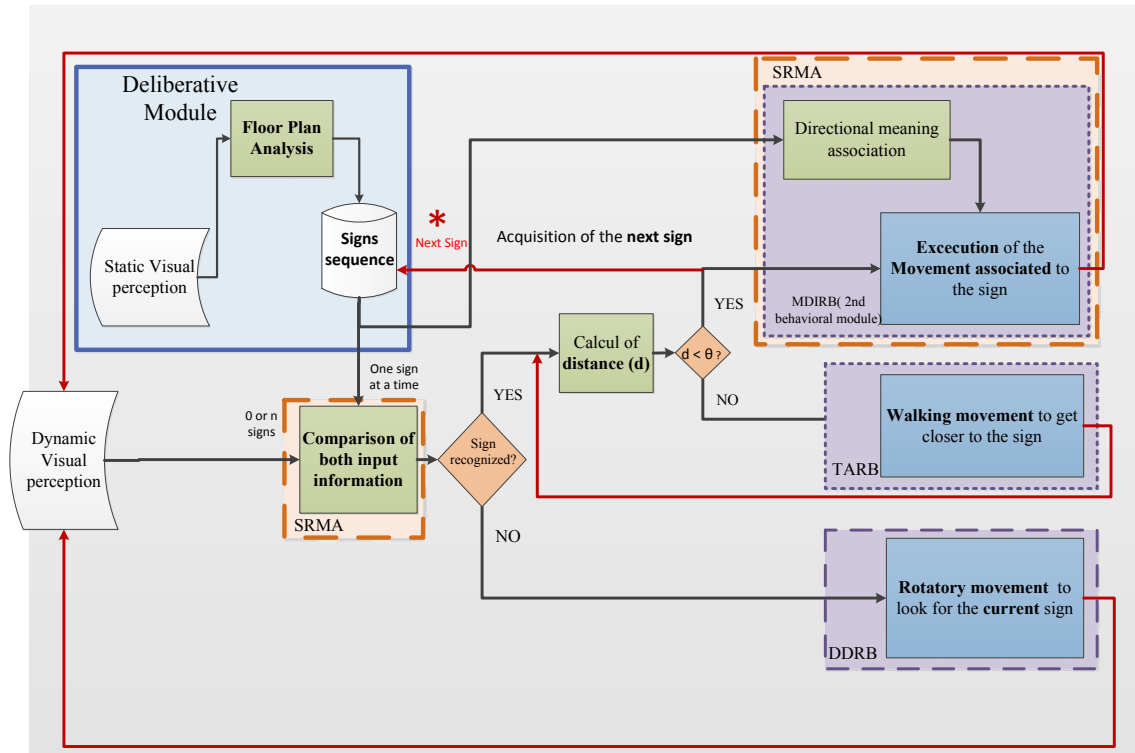 Deliberative
Module
Floor Plan
Analysis
Static Visual
perception
Signs
sequence
*
Next Sign
Acquisition of the next sign
SRMA
Directional meaning
association
Excecution of the
Movement associated to
the sign
MDIRB( 2nd
behavioral module)
YES
Calcul of
distance (d)
d < θ ?
NO
Walking movement to get
closer to the sign
TARB
One sign
at a time
0 or n
signs
Dynamic
Visual
perception
Comparison of
both input
information
SRMA
Sign
recognized?
YES
NO
Rotatory movement to
look for the current sign
DDRB